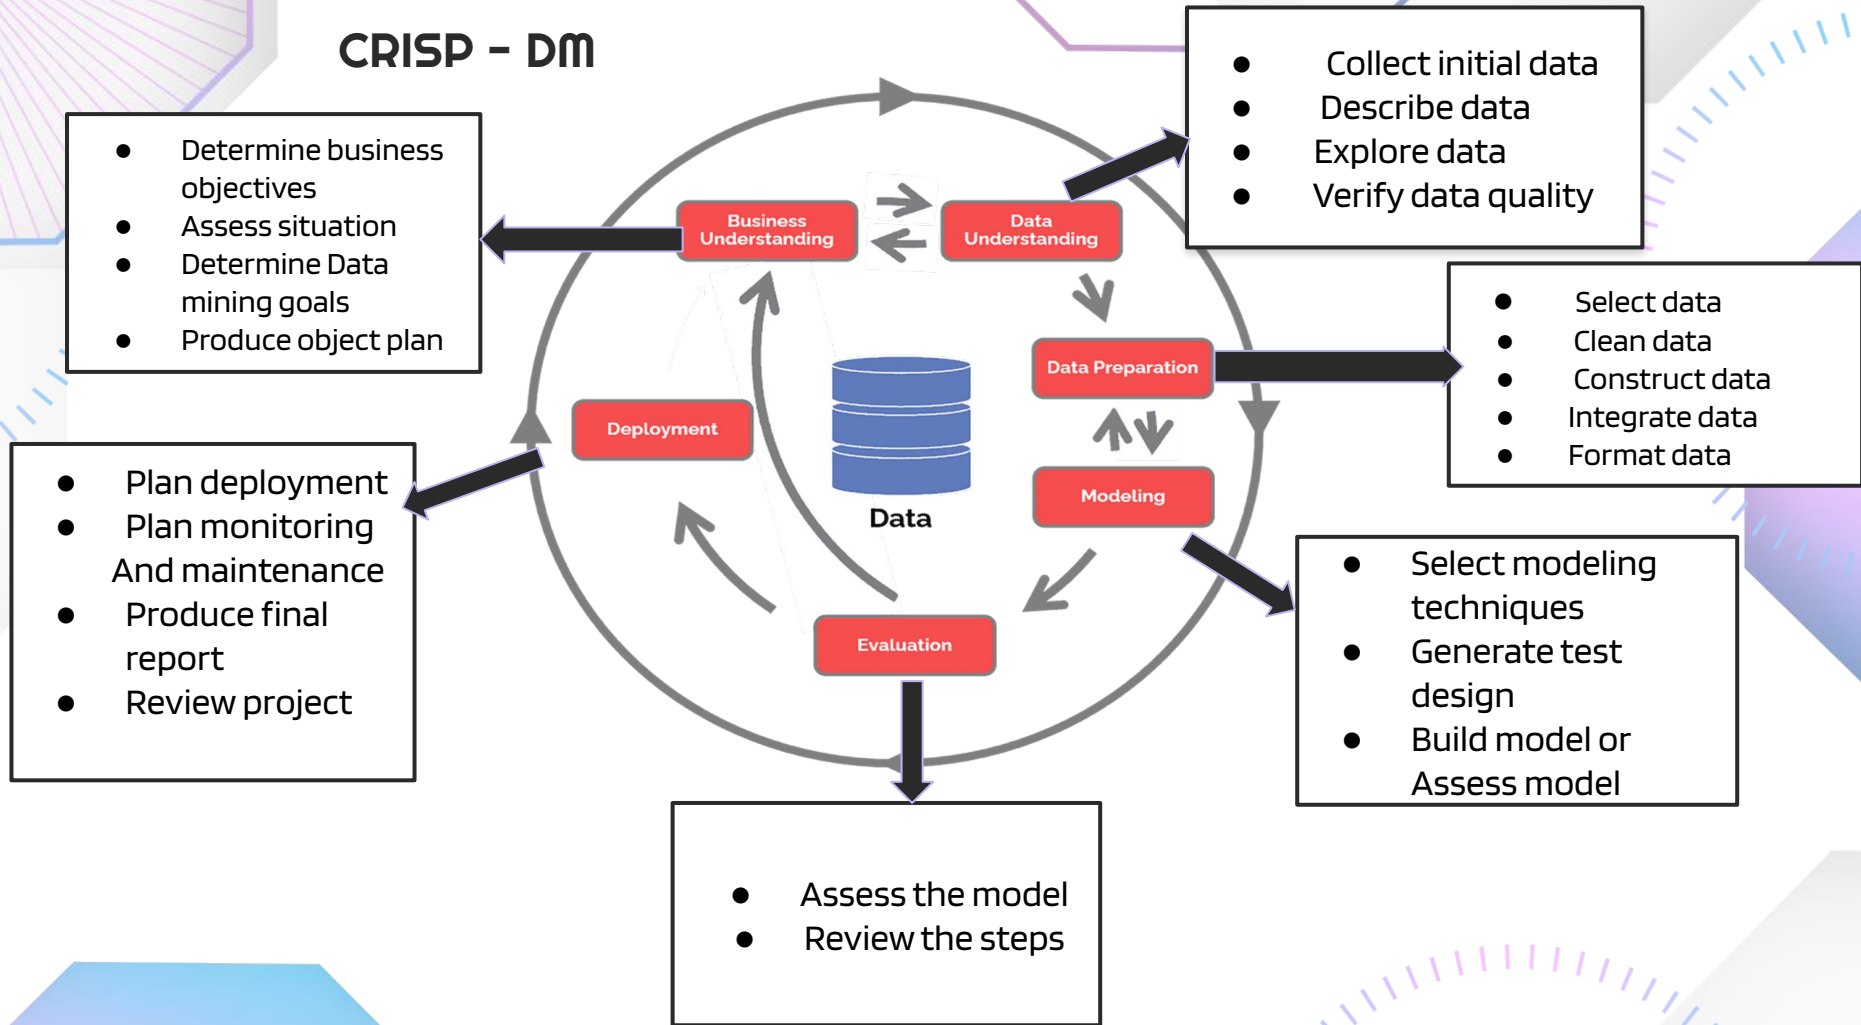 CRISP - DM
● Determine business
objectives
● Assess situation
● Determine Data
mining goals
● Produce object plan
● Collect initial data
● Describe data
● Explore data
● Verify data quality
Business
Understanding
Data
Understanding
● Select data
● Clean data
● Construct data
● Integrate data
● Format data
Data Preparation
Deployment
Modeling
Data
Evaluation
● Plan deployment
● Plan monitoring
And maintenance
● Produce final
report
● Review project
● Select modeling
techniques
● Generate test
design
● Build model or
Assess model
● Assess the model
● Review the steps